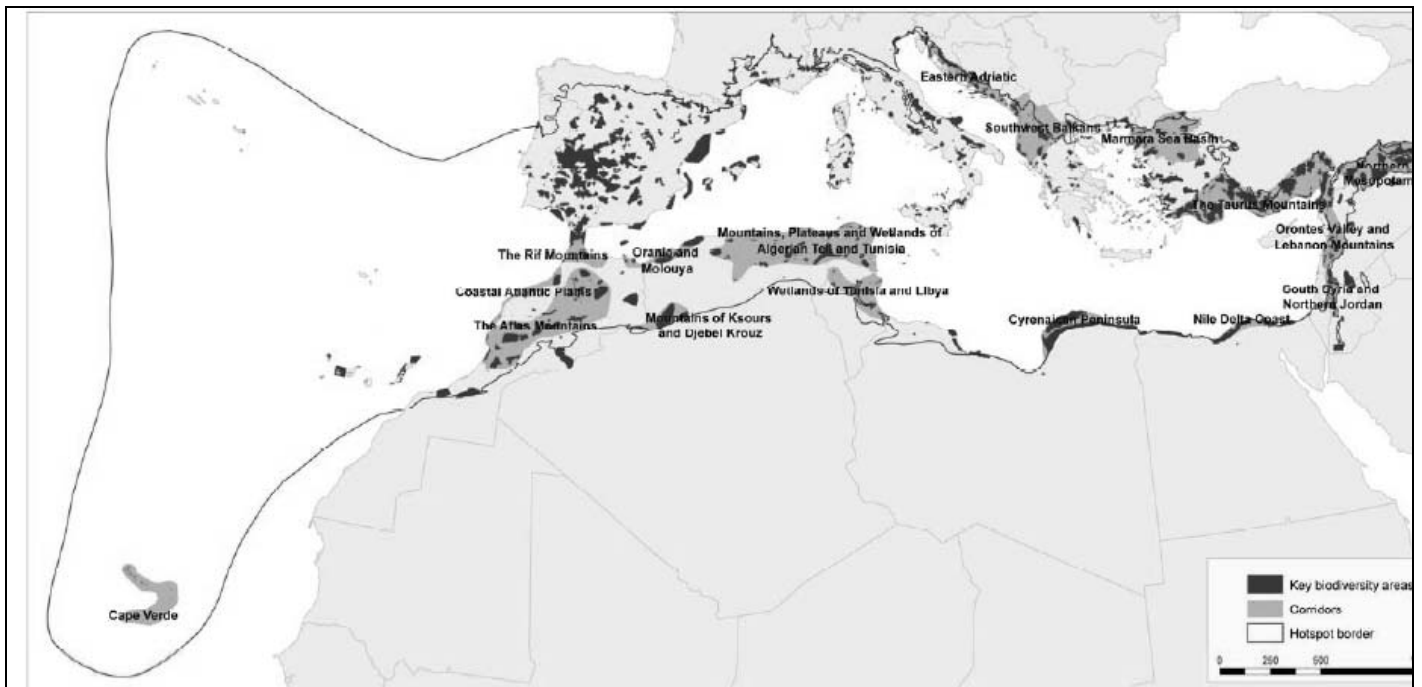 Eastern Adriatic
Southwest Balkans
Marmara Sea Basin
Northern
Mesopotam
The Taurus Mountains
Orontes Valley and
Lebanon Mountains
Mountains, Plateaus and Wetlands of
Algerian Tell and Tunisia
The Rif Mountains
Oranie and
Molouya
Coastal Atlantic Plains
Wetlands of Tunisia and Libya
South Syria and
Northern Jordan
The Atlas Mountains
Mountains of Ksours
and Djebel Krouz
Cyrenaican Peninsula
Nile Delta Coast
Cape Verde
Key biodiversity areas
Corridors
Hotspot border
0 250 500